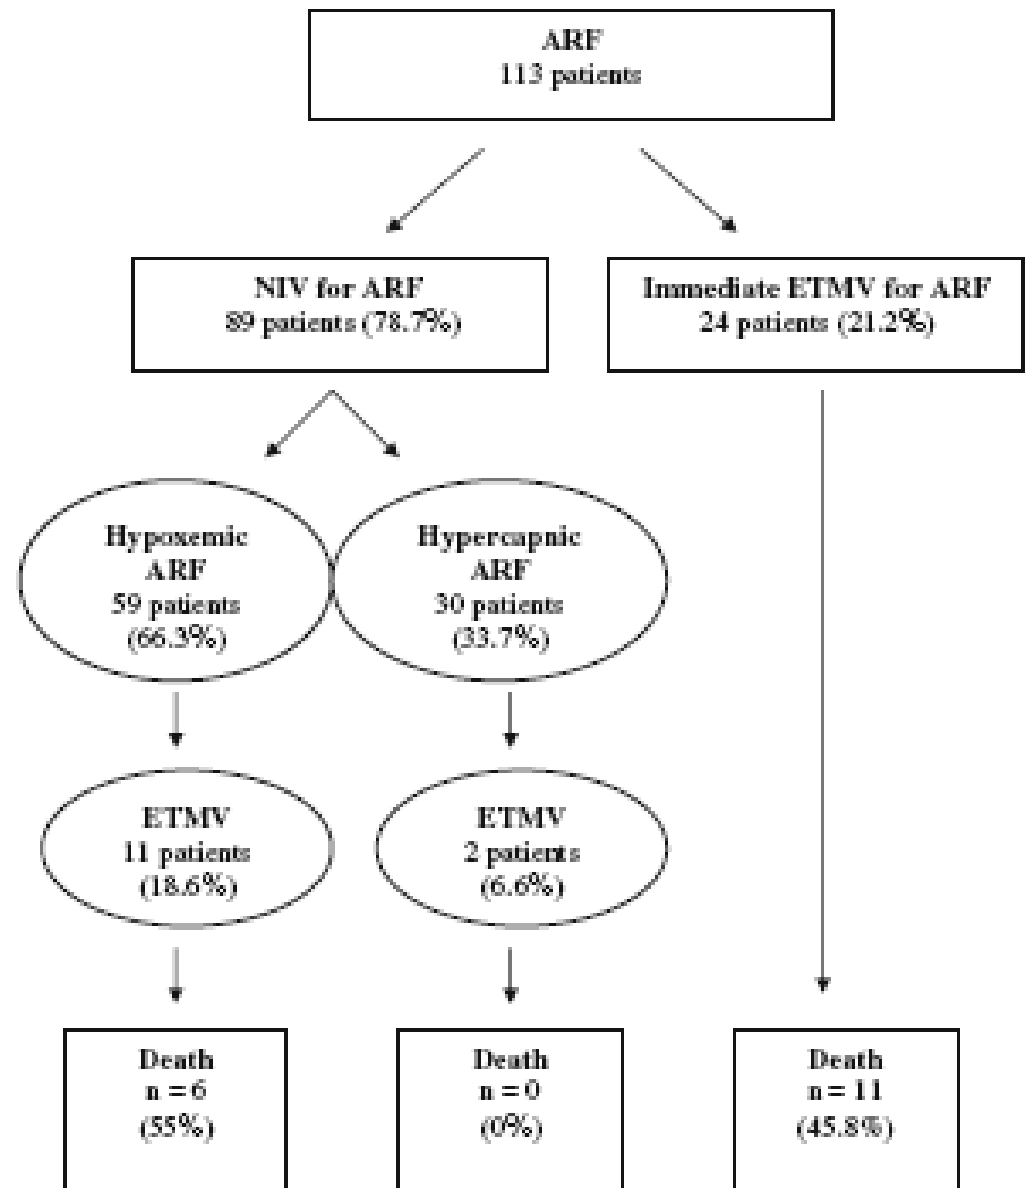 ARF
113 patients
NIV for ARF
89 patients (78.7%)
Immediate ETMV for ARF
24 patients (21.2%)
Hypoxemic
ARF
59 patients
(66.3%)
Hypercapnic
ARF
30 patients
(33.7%)
ETMV
11 patients
(18.6%)
ETMV
2 patients
(6.6%)
Death
n = 6
(55%)
Death
n = 0
(0%)
Death
n = 11
(45.8%)